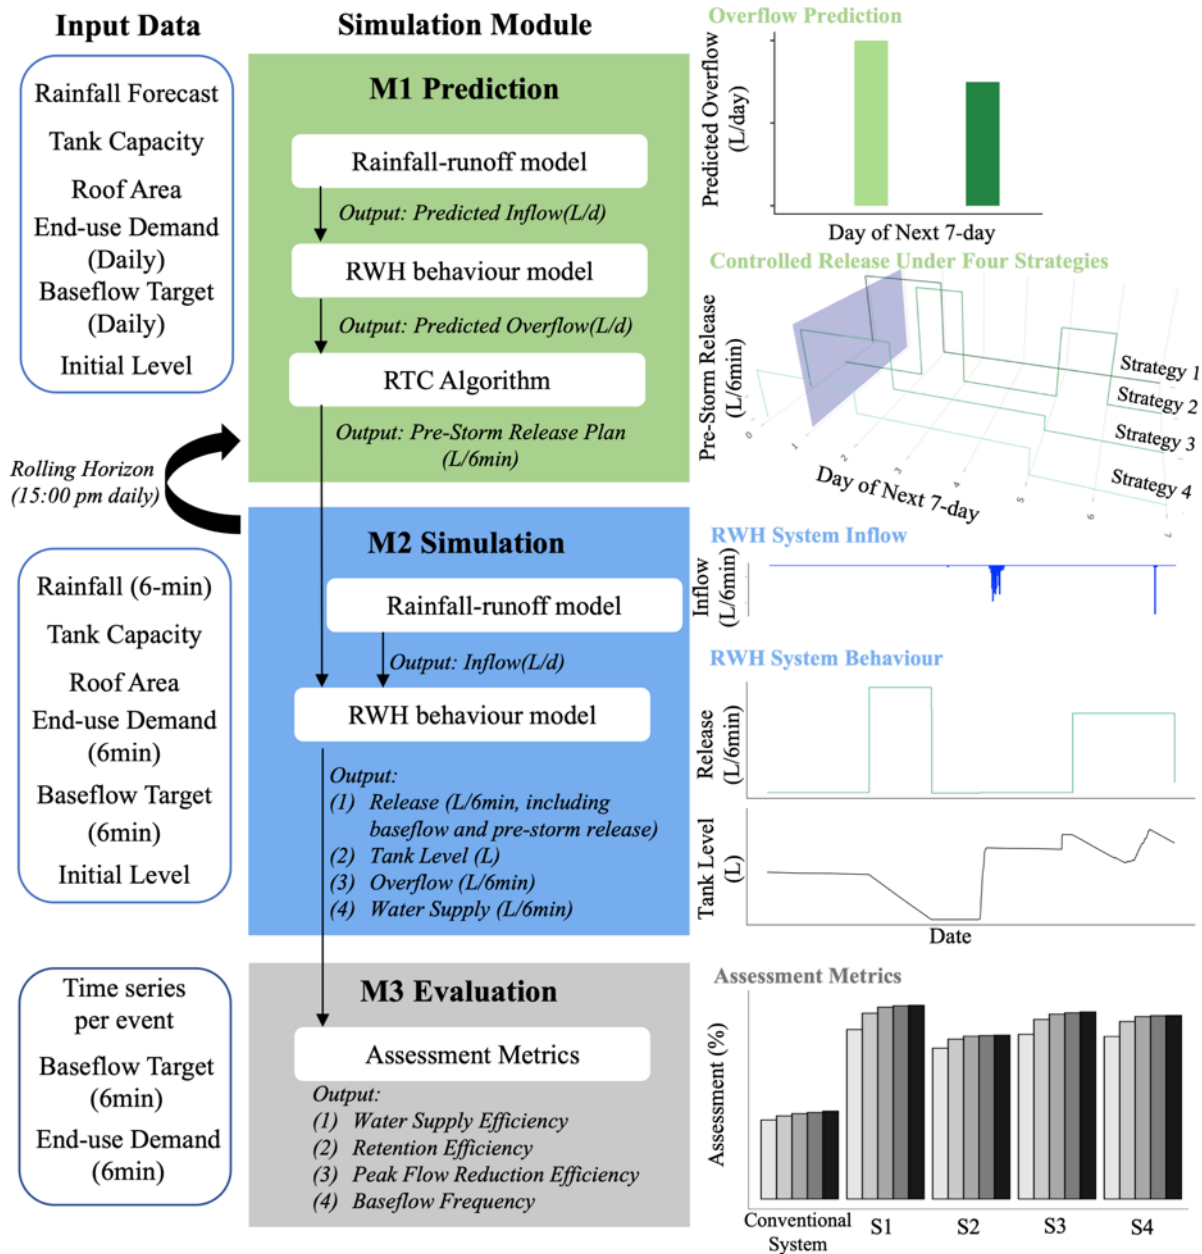 Input Data
Simulation Module
Rainfall Forecast
Tank Capacity
Roof Area
End-use Demand
(Daily)
Baseflow Target
(Daily)
Initial Level
M1 Prediction
Rainfall-runoff model
Output: Predicted Inflow(L/d)
RWH behaviour model
Output: Predicted Overflow(L/d)
RTC Algorithm
Output: Pre-Storm Release Plan
(L/6min)
Overflow Prediction
Predicted Overflow
(L/day)
Day of Next 7-day
Controlled Release Under Four Strategies
Pre-Storm Release
(L/6min)
Strategy 1
Strategy 2
Strategy 3
Strategy 4
0
1
2
3
4
5
6
7
Day of Next 7-day
Rolling Horizon
(15:00 pm daily)
Rainfall (6-min)
Tank Capacity
Roof Area
End-use Demand
(6min)
Baseflow Target
(6min)
Initial Level
M2 Simulation
Rainfall-runoff model
Output: Inflow(L/d)
RWH behaviour model
Output:
(1) Release (L/6min, including
baseflow and pre-storm release)
(2) Tank Level (L)
(3) Overflow (L/6min)
(4) Water Supply (L/6min)
RWH System Inflow
Inflow
(L/6min)
RWH System Behaviour
Release
(L/6min)
Tank Level
(L)
Date
Time series
per event
Baseflow Target
(6min)
End-use Demand
(6min)
M3 Evaluation
Assessment Metrics
Output:
(1) Water Supply Efficiency
(2) Retention Efficiency
(3) Peak Flow Reduction Efficiency
(4) Baseflow Frequency
Assessment Metrics
Assessment (%)
Conventional
System
S1
S2
S3
S4